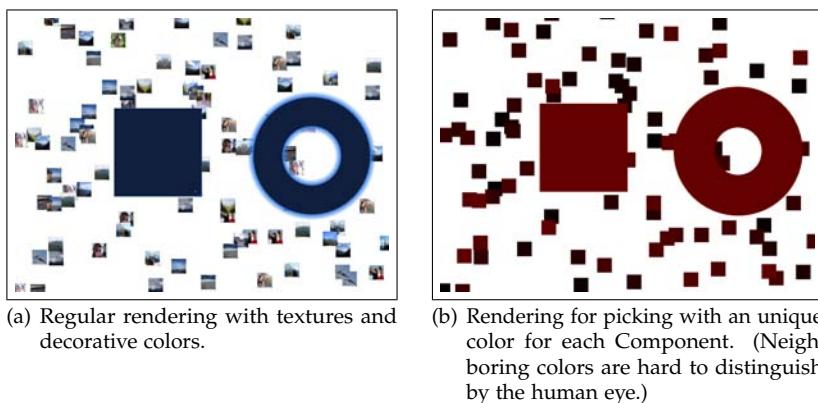 (a) Regular rendering with textures and
decorative colors.
(b) Rendering for picking with an unique
color for each Component. (Neigh-
boring colors are hard to distinguish
by the human eye.)